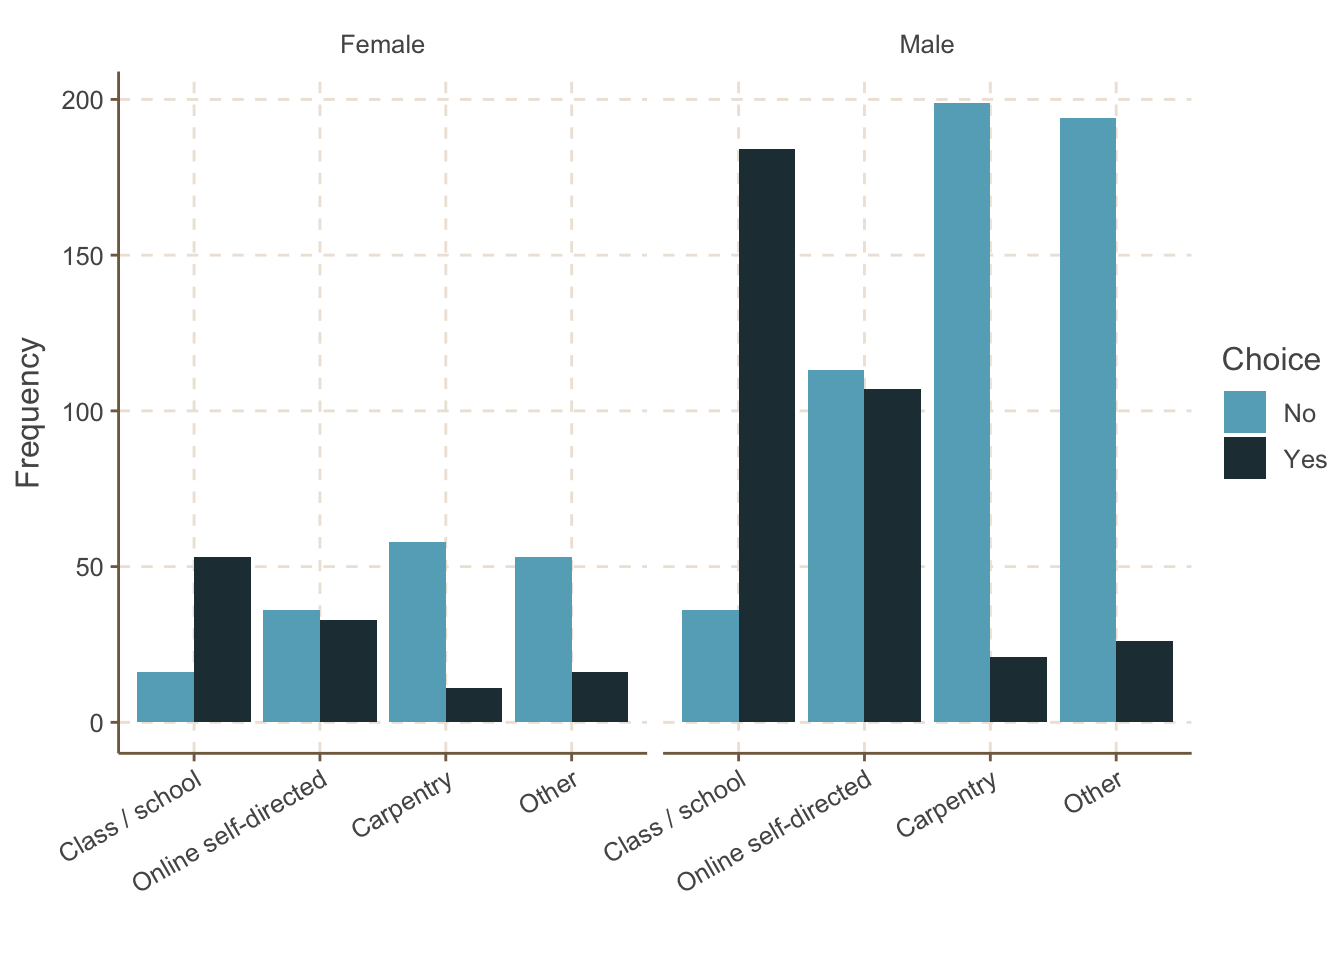 Female
Male
200
150
100
50
0
Frequency
Class / school
Online self-directed
Carpentry
Other
Class / school
Online self-directed
Carpentry
Other
Choice
No
Yes